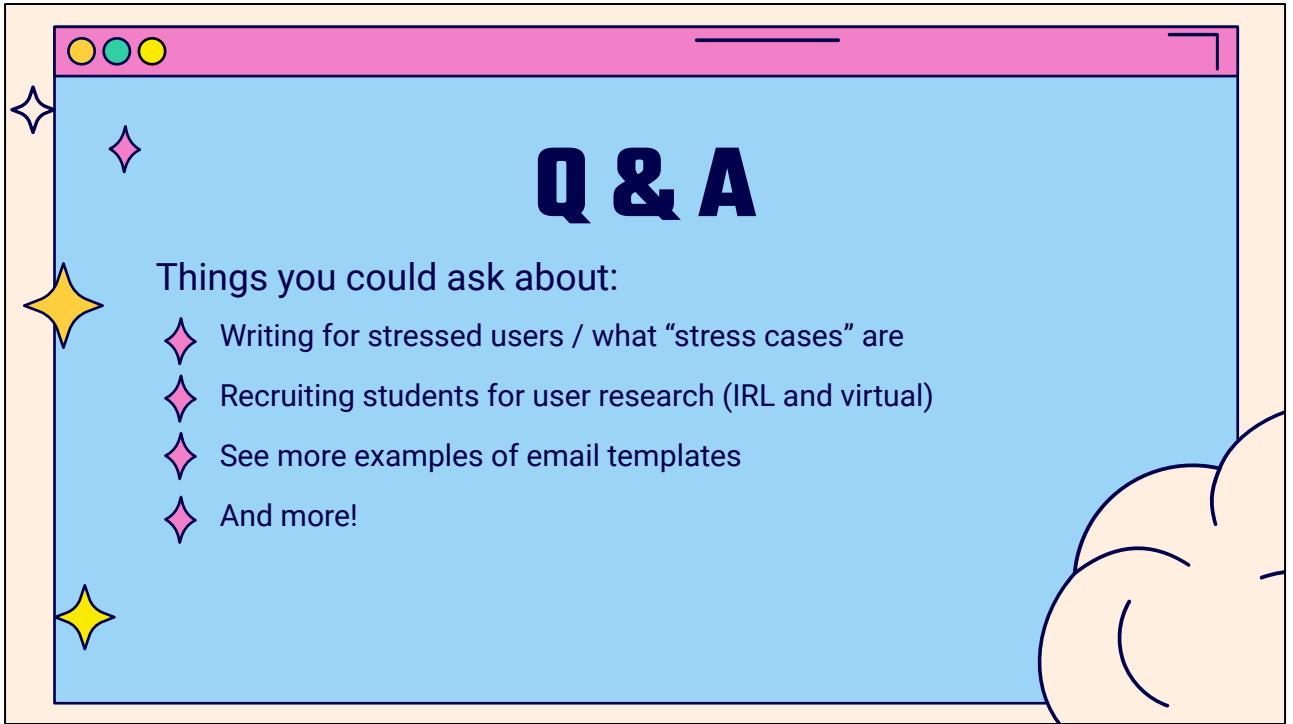 Q & A
Things you could ask about:
Writing for stressed users / what “stress cases” are
Recruiting students for user research (IRL and virtual)
See more examples of email templates
And more!